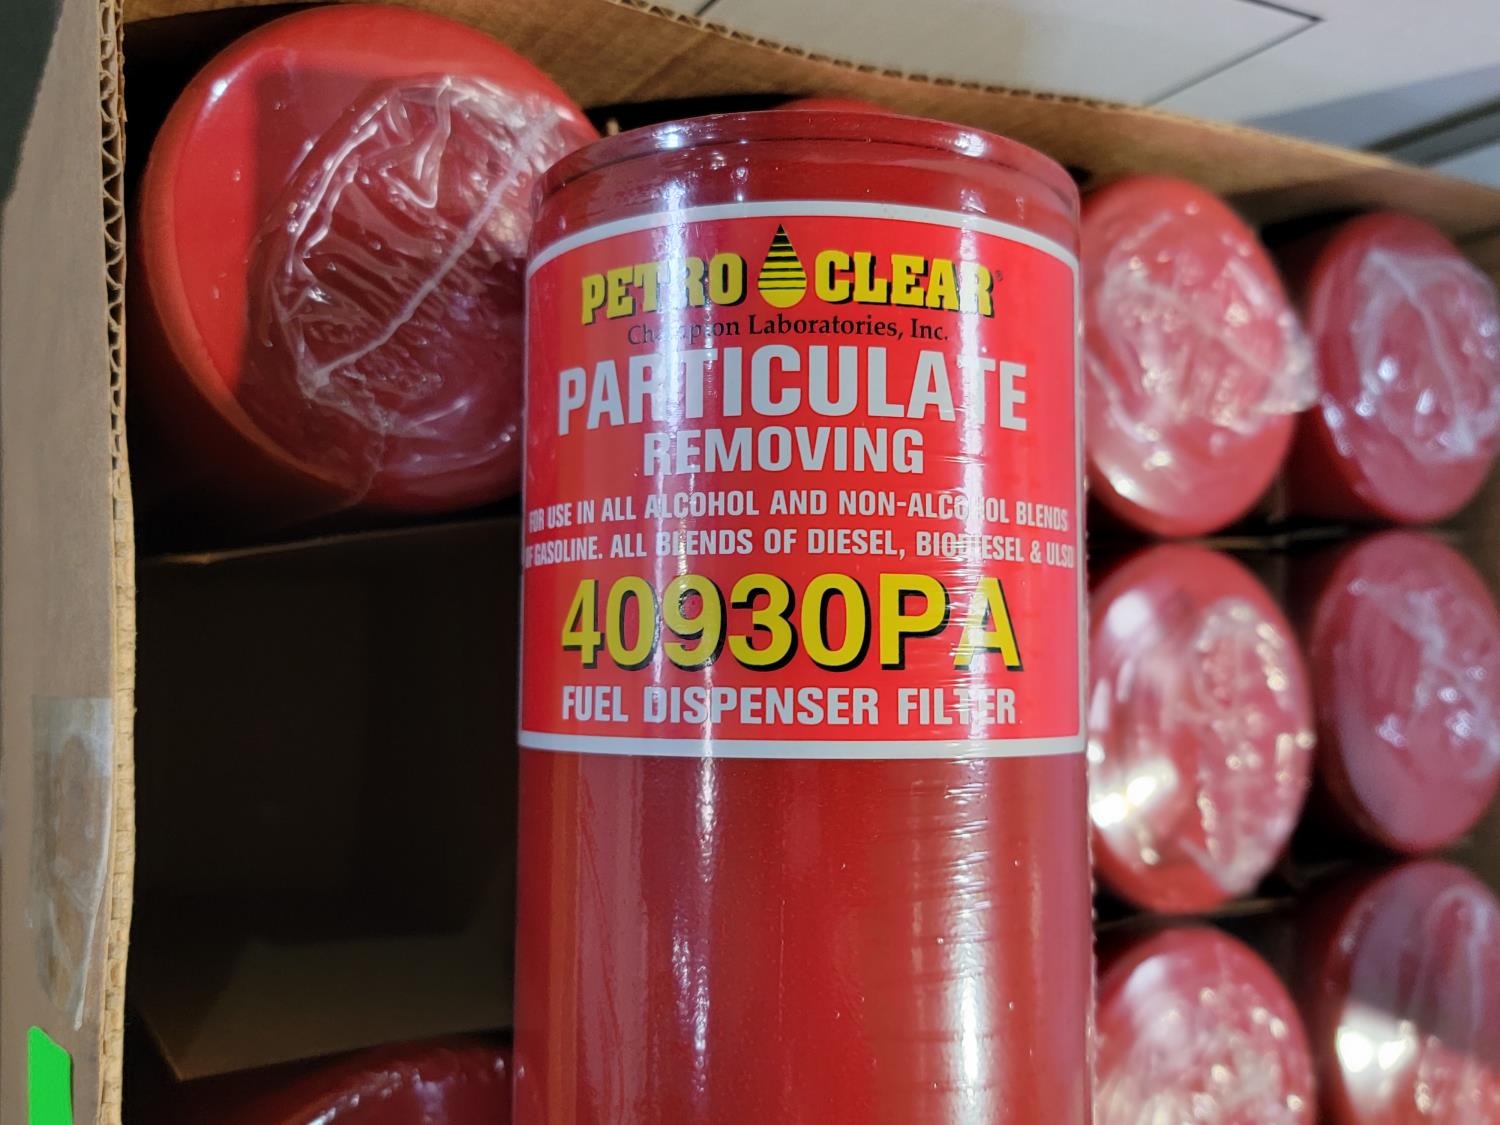 PETRO CLEAR®
Champion Laboratories, Inc.
PARTICULATE
REMOVING
FOR USE IN ALL ALCOHOL AND NON-ALCOHOL BLENDS
OF GASOLINE. ALL BLENDS OF DIESEL, BIODIESEL & ULSD
40930PA
FUEL DISPENSER FILTER